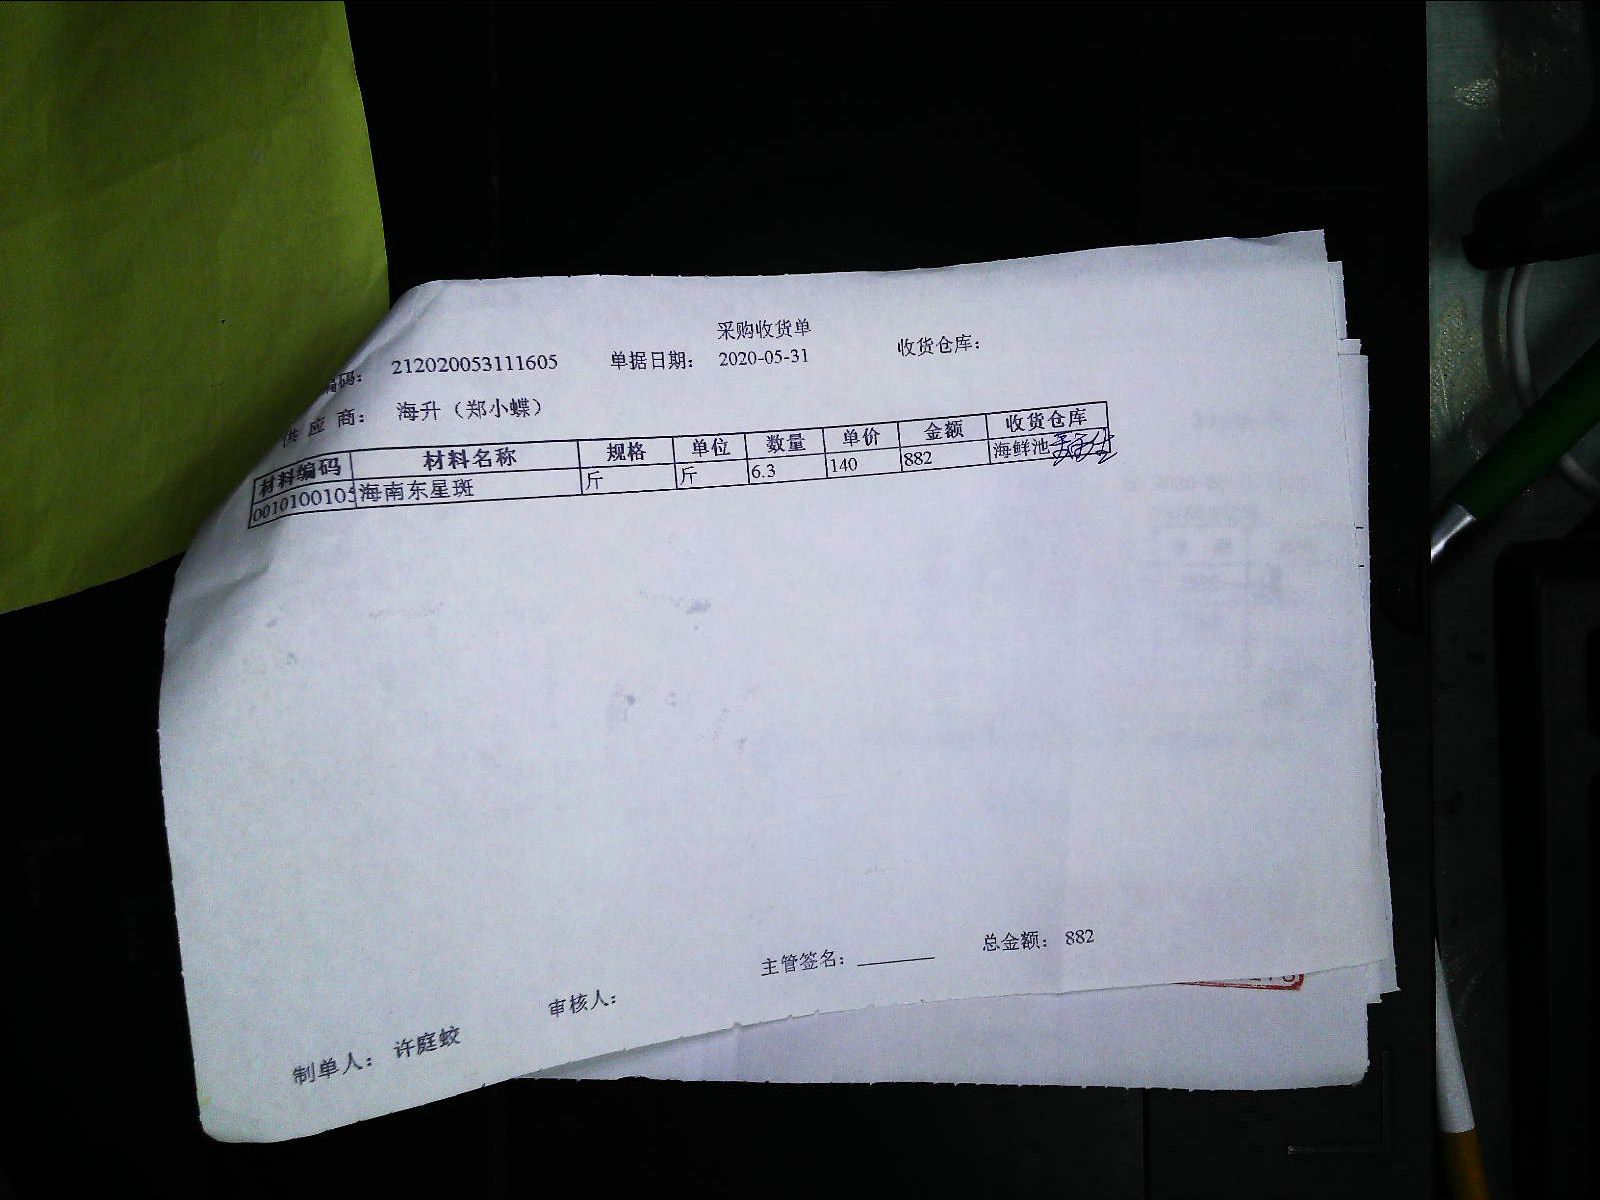 采购收货单
编码： 212020053111605 单据日期： 2020-05-31 收货仓库：
供应商： 海升（郑小蝶）
材料编码 材料名称 规格 单位 数量 单价 金额 收货仓库
0010100105 海南东星斑 斤 斤 6.3 140 882 海鲜池
主管签名： 总金额： 882
制单人： 许庭蛟 审核人：